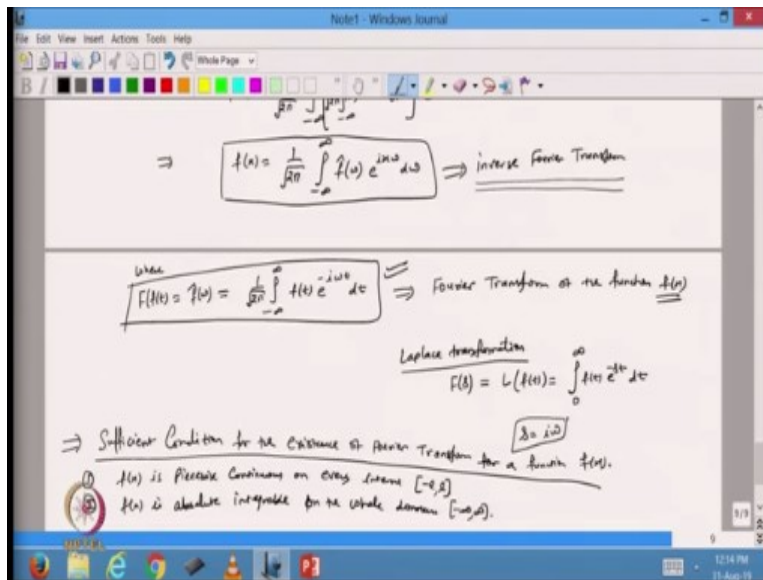 Note1 - Windows Journal
File Edit View Insert Actions Tools Help
Whole Page
B I
⇒ f(x) = 1/√2π ∫_{-∞}^{∞} f̂(ω) e^{ixω} dω ⇒ inverse Fourier Transform
where
F(f(t) = f̂(ω) = 1/√2π ∫_{-∞}^{∞} f(t) e^{-iωt} dt ⇒ Fourier Transform of the function f(x)
Laplace transformation
F(s) = L(f(t)) = ∫_0^∞ f(t) e^{-st} dt
s = iω
⇒ Sufficient Condition for the existence of Fourier Transform for a function f(x).
① f(x) is Piecewise Continuous on every interval [-l, l]
② f(x) is absolute integrable on the whole domain [-∞, ∞).
NPTEL
9/9
9
12:14 PM